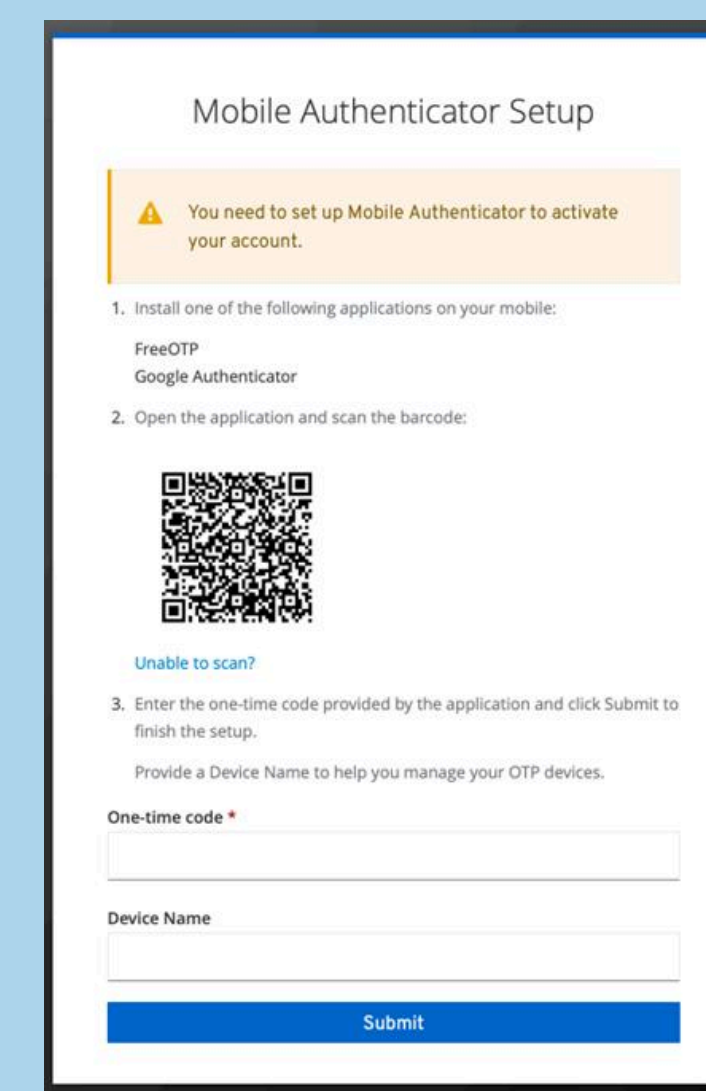 Mobile Authenticator Setup
You need to set up Mobile Authenticator to activate
your account.
1. Install one of the following applications on your mobile:
FreeOTP
Google Authenticator
2. Open the application and scan the barcode:
Unable to scan?
3. Enter the one-time code provided by the application and click Submit to
finish the setup.
Provide a Device Name to help you manage your OTP devices.
One-time code *
Device Name
Submit